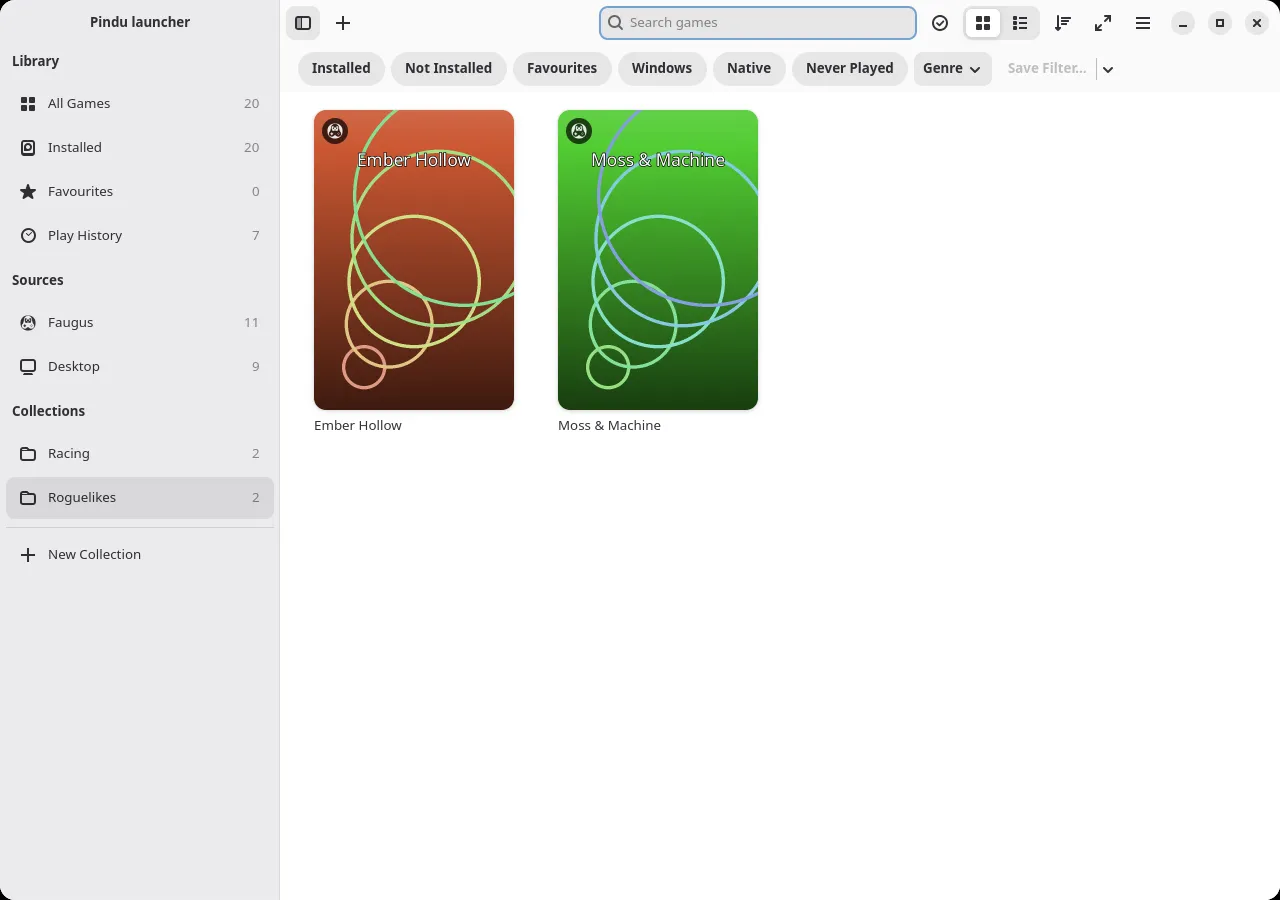 Pindu launcher
Search games
Library
All Games 20
Installed 20
Favourites 0
Play History 7
Sources
Faugus 11
Desktop 9
Collections
Racing 2
Roguelikes 2
New Collection
Installed Not Installed Favourites Windows Native Never Played Genre Save Filter...
Ember Hollow
Moss & Machine
Ember Hollow
Moss & Machine